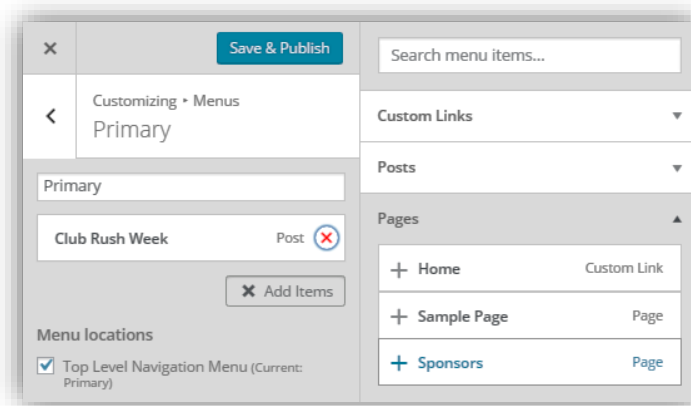 Save & Publish
Customizing ▸ Menus
Primary
Primary
Club Rush Week Post
Add Items
Menu locations
Top Level Navigation Menu (Current:
Primary)
Search menu items...
Custom Links
Posts
Pages
Home Custom Link
Sample Page Page
Sponsors Page